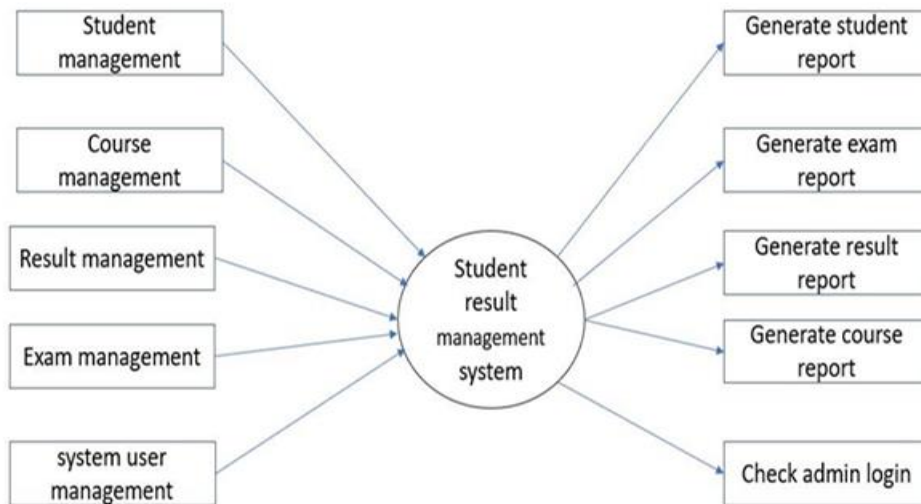 Student
management
Course
management
Result management
Exam management
system user
management
Student
result
management
system
Generate student
report
Generate exam
report
Generate result
report
Generate course
report
Check admin login